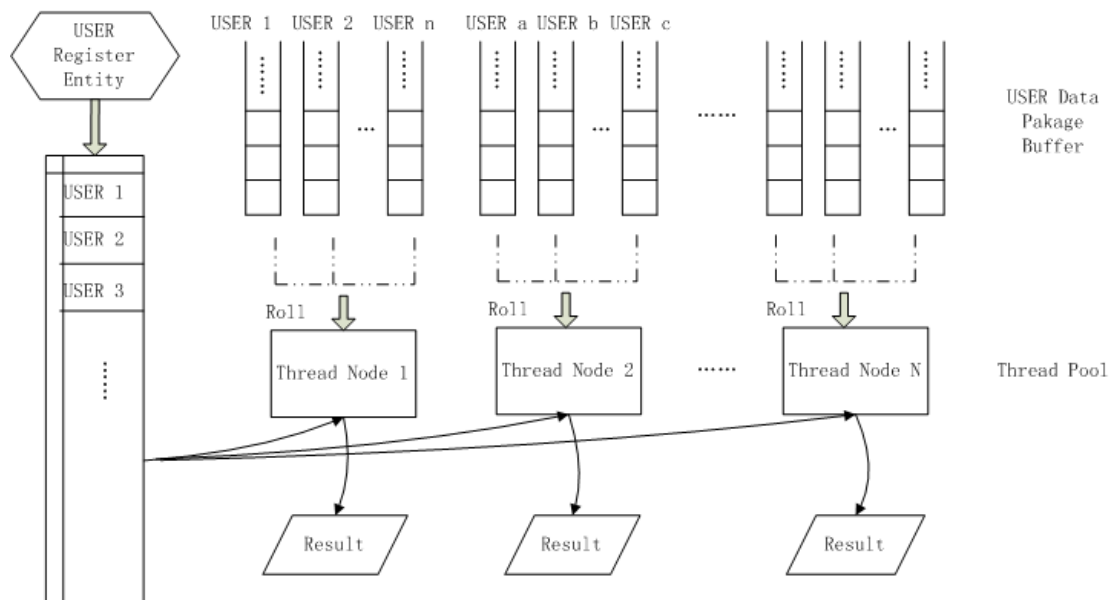 USER
Register
Entity
USER 1 USER 2 USER n USER a USER b USER c
...... ...... ...... ...... ...... ...... ...... ...... ......
... ... ...... ...
USER Data
Pakage
Buffer
USER 1
USER 2
USER 3
......
Roll Roll Roll
Thread Node 1 Thread Node 2 ...... Thread Node N
Thread Pool
Result Result Result